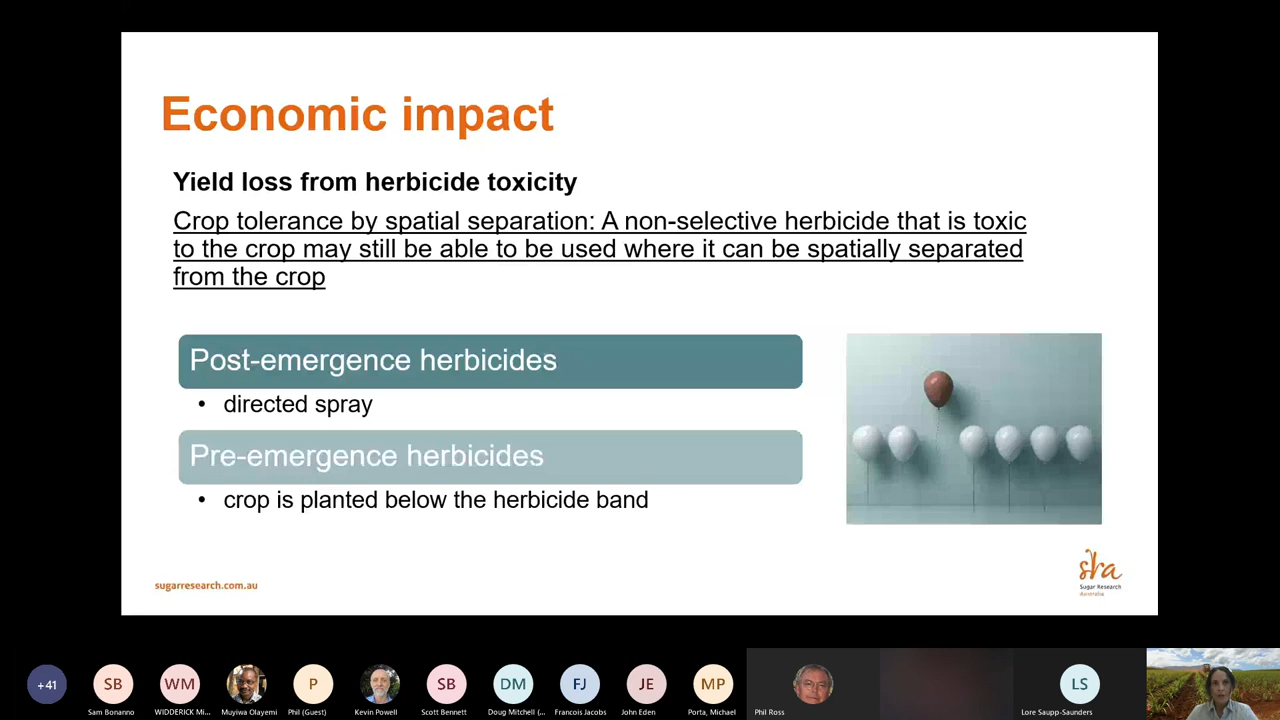 Economic impact
Yield loss from herbicide toxicity
Crop tolerance by spatial separation: A non-selective herbicide that is toxic
to the crop may still be able to be used where it can be spatially separated
from the crop
Post-emergence herbicides
• directed spray
Pre-emergence herbicides
• crop is planted below the herbicide band
sugarresearch.com.au
sra
Sugar Research
Australia
+41
SB
WM
P
SB
DM
FJ
JE
MP
LS
Sam Bonanno
WIDDERICK Mi...
Muyiwa Olayemi
Phil (Guest)
Kevin Powell
Scott Bennett
Doug Mitchell (...
Francois Jacobs
John Eden
Porta, Michael
Phil Ross
Lore Saupp-Saunders